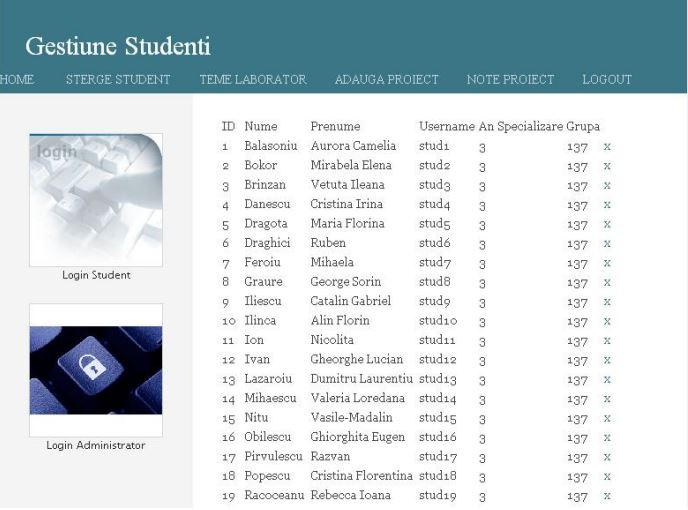 Gestiune Studenti
HOME STERGE STUDENT TEME LABORATOR ADAUGA PROIECT NOTE PROIECT LOGOUT
login
Login Student
Login Administrator
ID Nume Prenume Username An Specializare Grupa
1 Balasoniu Aurora Camelia stud1 3 137 x
2 Bokor Mirabela Elena stud2 3 137 x
3 Brinzan Vetuta Ileana stud3 3 137 x
4 Danescu Cristina Irina stud4 3 137 x
5 Dragota Maria Florina stud5 3 137 x
6 Draghici Ruben stud6 3 137 x
7 Feroiu Mihaela stud7 3 137 x
8 Graure George Sorin stud8 3 137 x
9 Iliescu Catalin Gabriel stud9 3 137 x
10 Ilinca Alin Florin stud10 3 137 x
11 Ion Nicolita stud11 3 137 x
12 Ivan Gheorghe Lucian stud12 3 137 x
13 Lazaroiu Dumitru Laurentiu stud13 3 137 x
14 Mihaescu Valeria Loredana stud14 3 137 x
15 Nitu Vasile-Madalin stud15 3 137 x
16 Obilescu Ghiorghita Eugen stud16 3 137 x
17 Pirvulescu Razvan stud17 3 137 x
18 Popescu Cristina Florentina stud18 3 137 x
19 Racoceanu Rebecca Ioana stud19 3 137 x